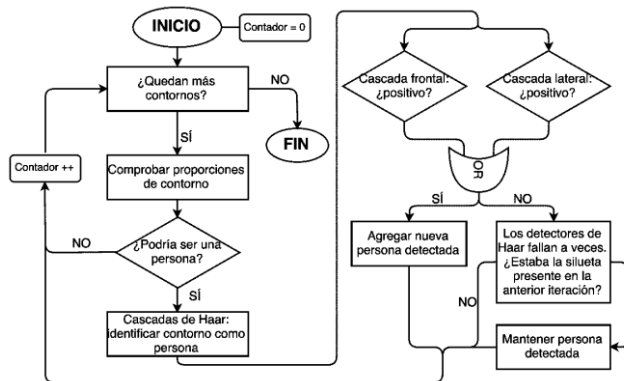 INICIO
Contador = 0
¿Quedan más
contornos?
NO
FIN
SÍ
Contador ++
Comprobar proporciones
de contorno
¿Podría ser una
persona?
NO
SÍ
Cascadas de Haar:
identificar contorno como
persona
Cascada frontal:
¿positivo?
Cascada lateral:
¿positivo?
OR
SÍ
NO
Agregar nueva
persona detectada
Los detectores de
Haar fallan a veces.
¿Estaba la silueta
presente en la
anterior iteración?
NO
SÍ
Mantener persona
detectada